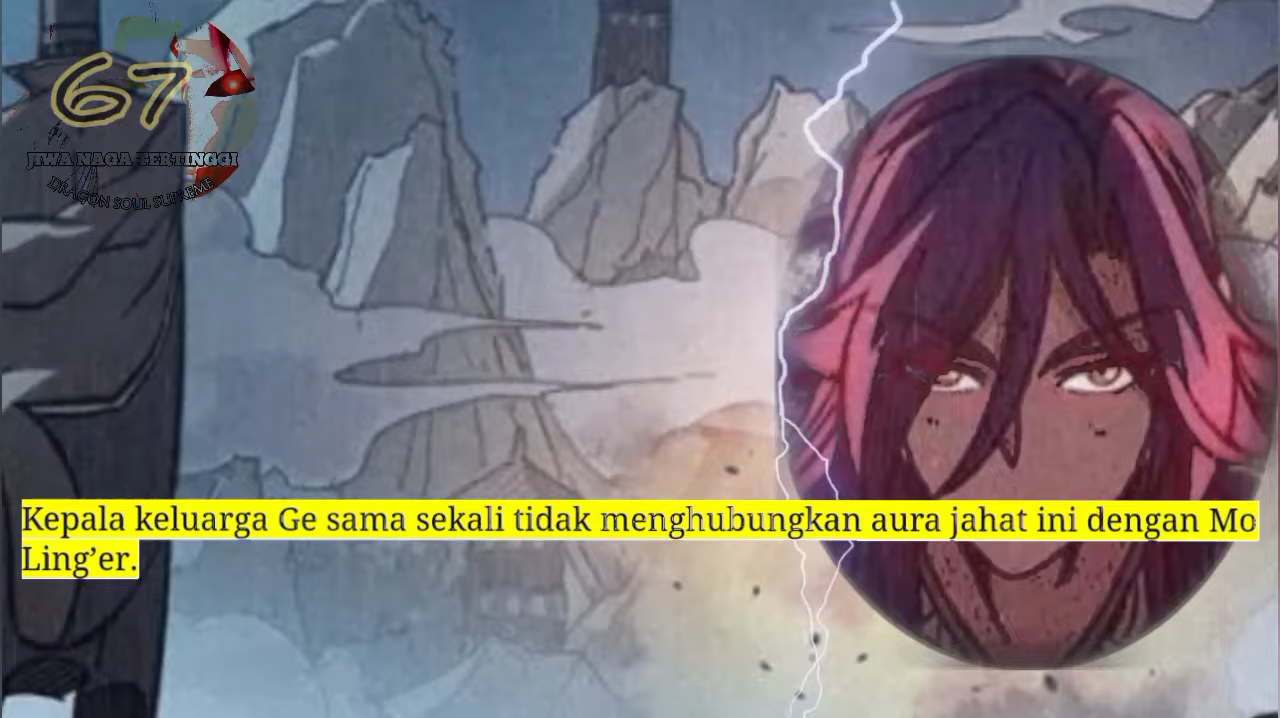 67
JIWA NAGA TERTINGGI
DRAGON SOUL SUPREME
Kepala keluarga Ge sama sekali tidak menghubungkan aura jahat ini dengan Mo
Ling’er.